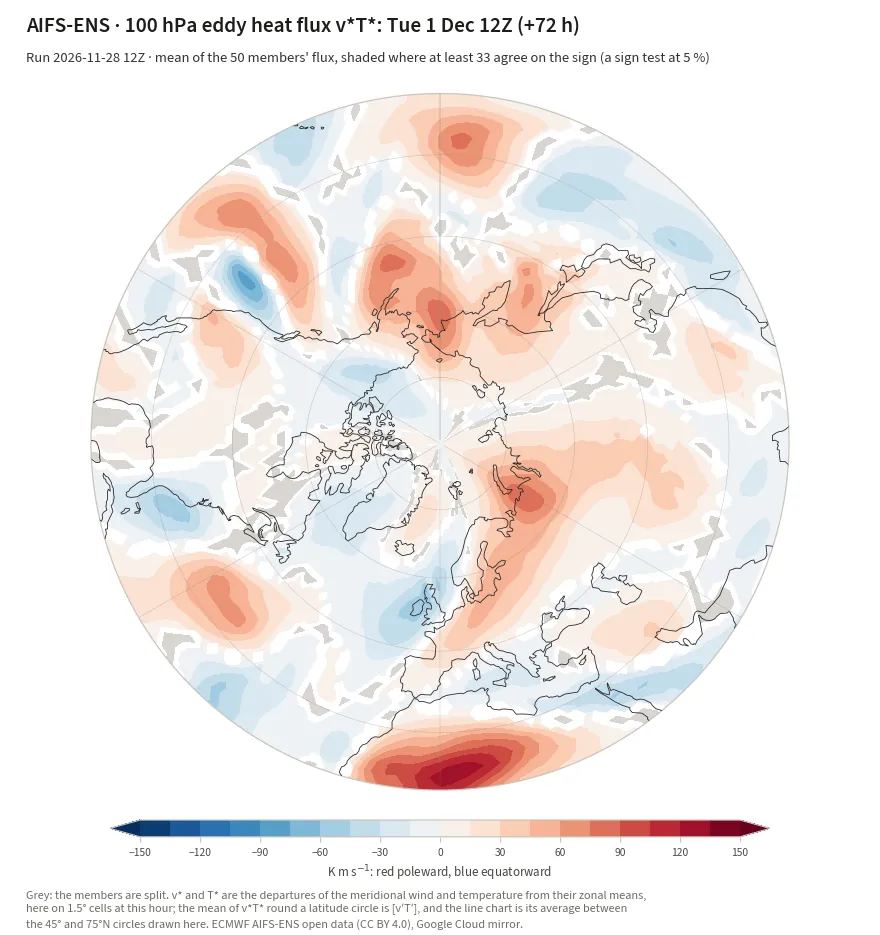 AIFS-ENS · 100 hPa eddy heat flux v*T*: Tue 1 Dec 12Z (+72 h)
Run 2026-11-28 12Z · mean of the 50 members' flux, shaded where at least 33 agree on the sign (a sign test at 5 %)
−150 −120 −90 −60 −30 0 30 60 90 120 150
K m s⁻¹: red poleward, blue equatorward
Grey: the members are split. v* and T* are the departures of the meridional wind and temperature from their zonal means,
here on 1.5° cells at this hour; the mean of v*T* round a latitude circle is [v′T′], and the line chart is its average between
the 45° and 75°N circles drawn here. ECMWF AIFS-ENS open data (CC BY 4.0), Google Cloud mirror.